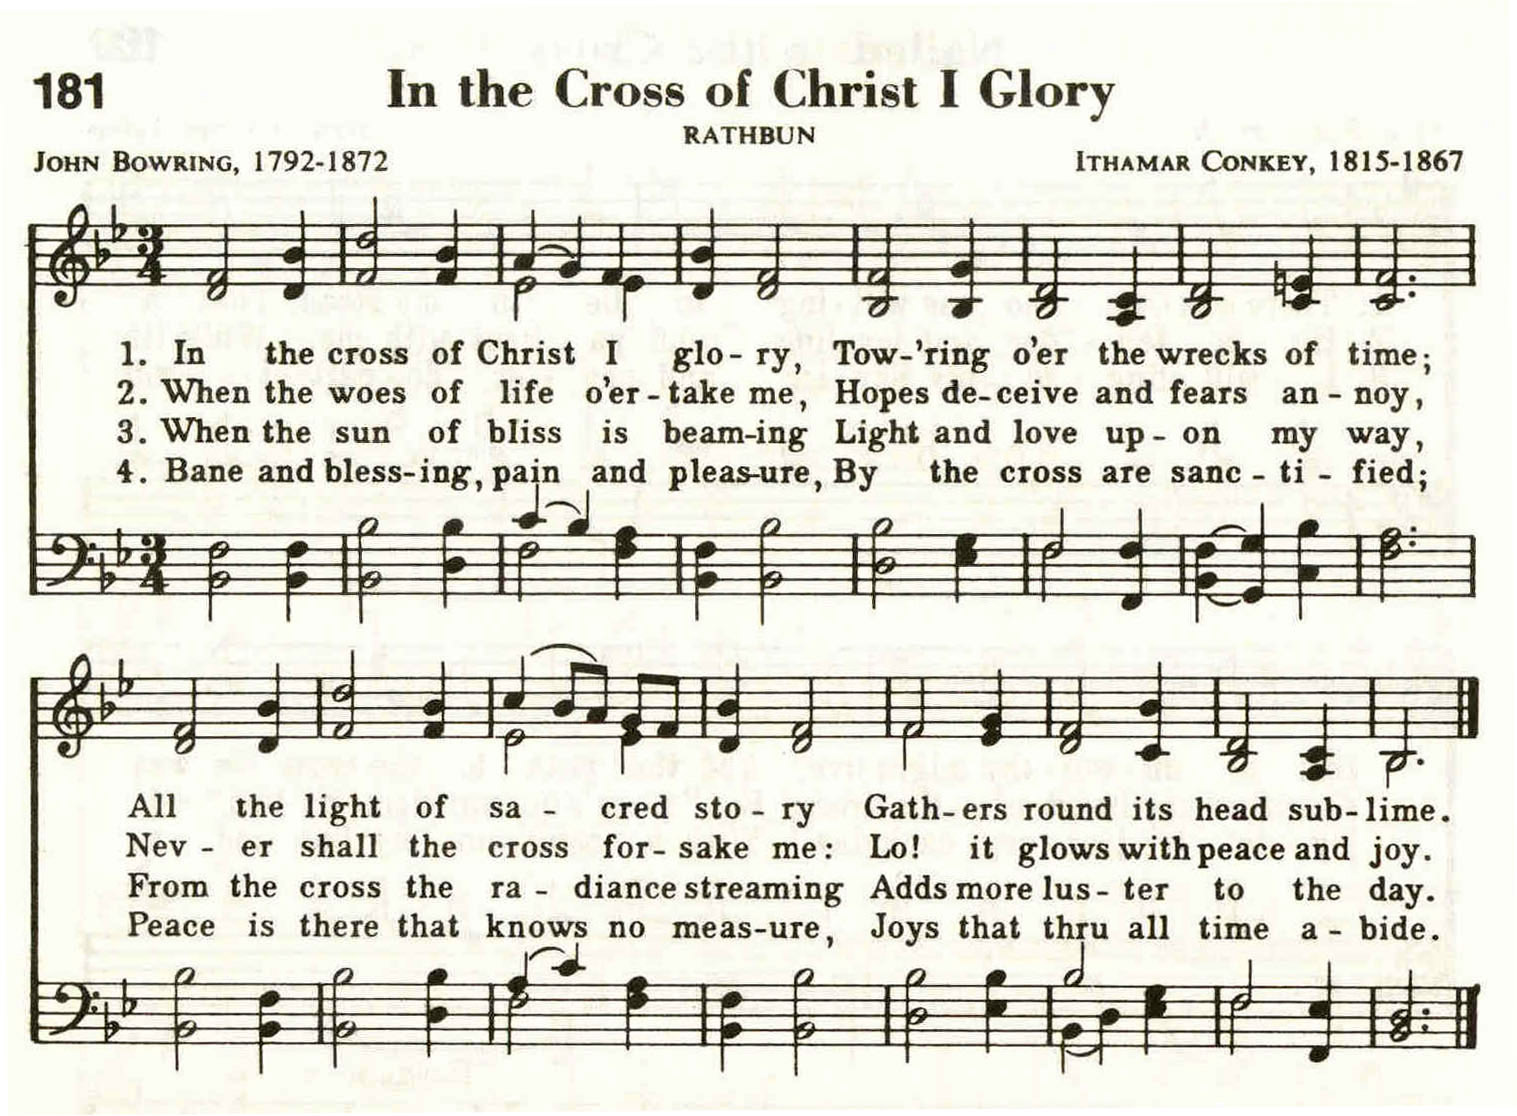 181
In the Cross of Christ I Glory
RATHBUN
JOHN BOWRING, 1792-1872
ITHAMAR CONKEY, 1815-1867
3/4
1. In the cross of Christ I glo - ry, Tow-'ring o'er the wrecks of time;
2. When the woes of life o'er - take me, Hopes de-ceive and fears an - noy,
3. When the sun of bliss is beam-ing Light and love up - on my way,
4. Bane and bless-ing, pain and pleas-ure, By the cross are sanc - ti - fied;
3/4
All the light of sa - cred sto - ry Gath-ers round its head sub-lime.
Nev - er shall the cross for- sake me: Lo! it glows with peace and joy.
From the cross the ra - diance streaming Adds more lus- ter to the day.
Peace is there that knows no meas-ure, Joys that thru all time a - bide.